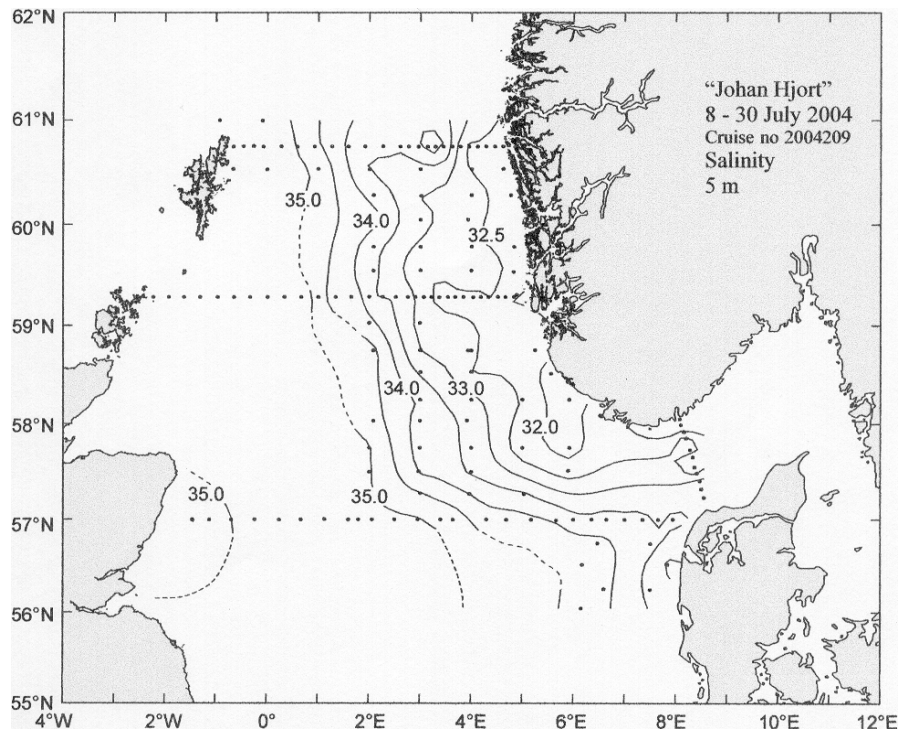 62°N
61°N
60°N
59°N
58°N
57°N
56°N
55°N
"Johan Hjort"
8 - 30 July 2004
Cruise no 2004209
Salinity
5 m
35.0
34.0
32.5
34.0
33.0
32.0
35.0
35.0
4°W
2°W
0°
2°E
4°E
6°E
8°E
10°E
12°E